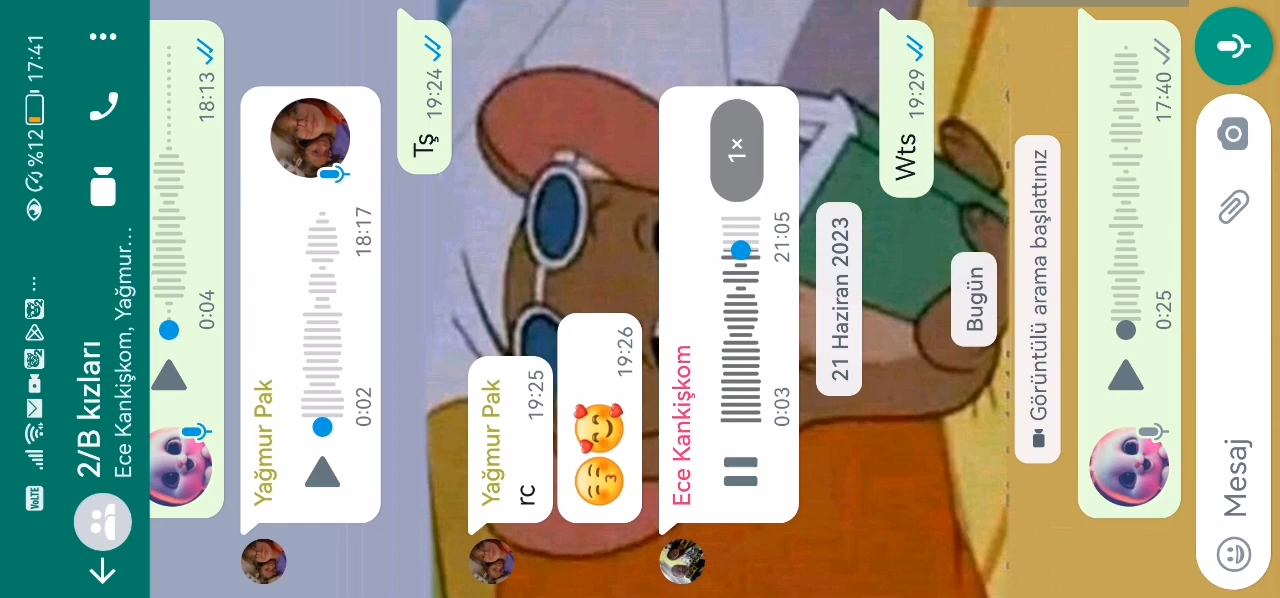 VoLTE ... %12 17:41
2/B kızları
Ece Kankişkom, Yağmur...
0:04 18:13
Yağmur Pak
0:02 18:17
Tş 19:24
Yağmur Pak
rc 19:25
19:26
Ece Kankişkom
1×
0:03 21:05
21 Haziran 2023
Wts 19:29
Bugün
Görüntülü arama başlattınız
0:25 17:40
Mesaj